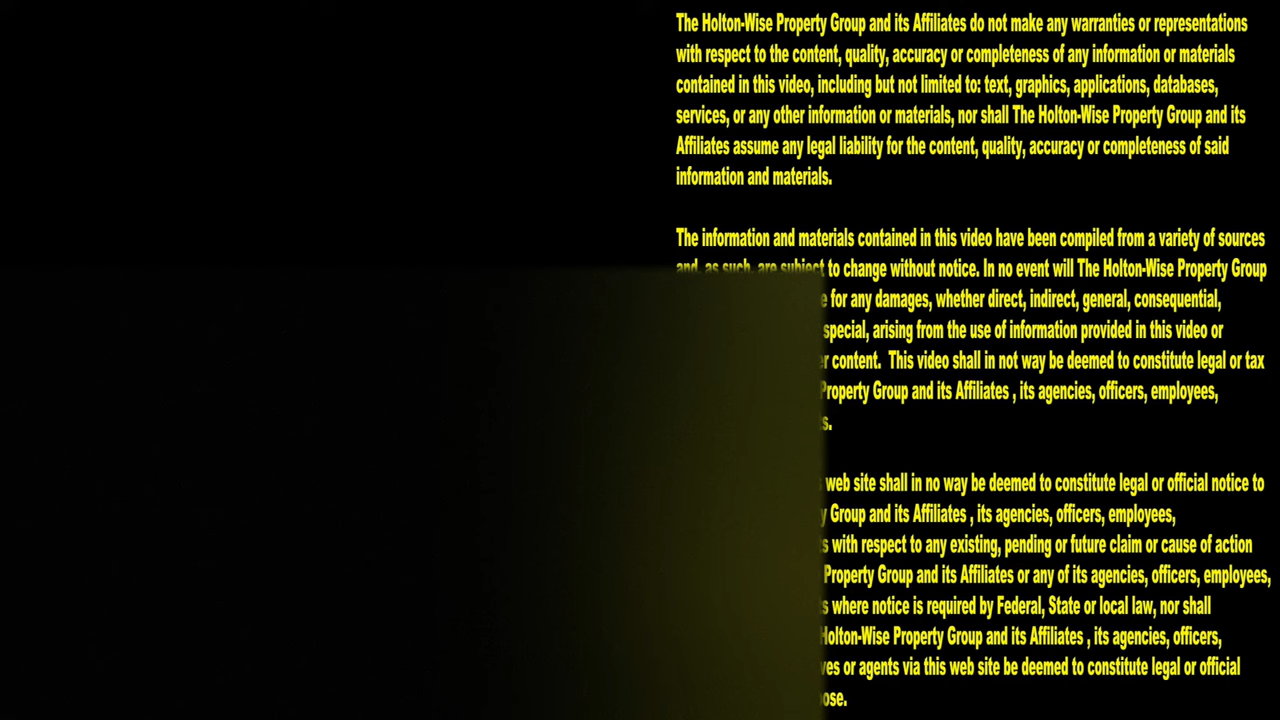 The Holton-Wise Property Group and its Affiliates do not make any warranties or representations
with respect to the content, quality, accuracy or completeness of any information or materials
contained in this video, including but not limited to: text, graphics, applications, databases,
services, or any other information or materials, nor shall The Holton-Wise Property Group and its
Affiliates assume any legal liability for the content, quality, accuracy or completeness of said
information and materials.
The information and materials contained in this video have been compiled from a variety of sources
and, as such, are subject to change without notice. In no event will The Holton-Wise Property Group
for any damages, whether direct, indirect, general, consequential,
special, arising from the use of information provided in this video or
content. This video shall in not way be deemed to constitute legal or tax
Property Group and its Affiliates , its agencies, officers, employees,
web site shall in no way be deemed to constitute legal or official notice to
Group and its Affiliates , its agencies, officers, employees,
with respect to any existing, pending or future claim or cause of action
Property Group and its Affiliates or any of its agencies, officers, employees,
where notice is required by Federal, State or local law, nor shall
Holton-Wise Property Group and its Affiliates , its agencies, officers,
or agents via this web site be deemed to constitute legal or official